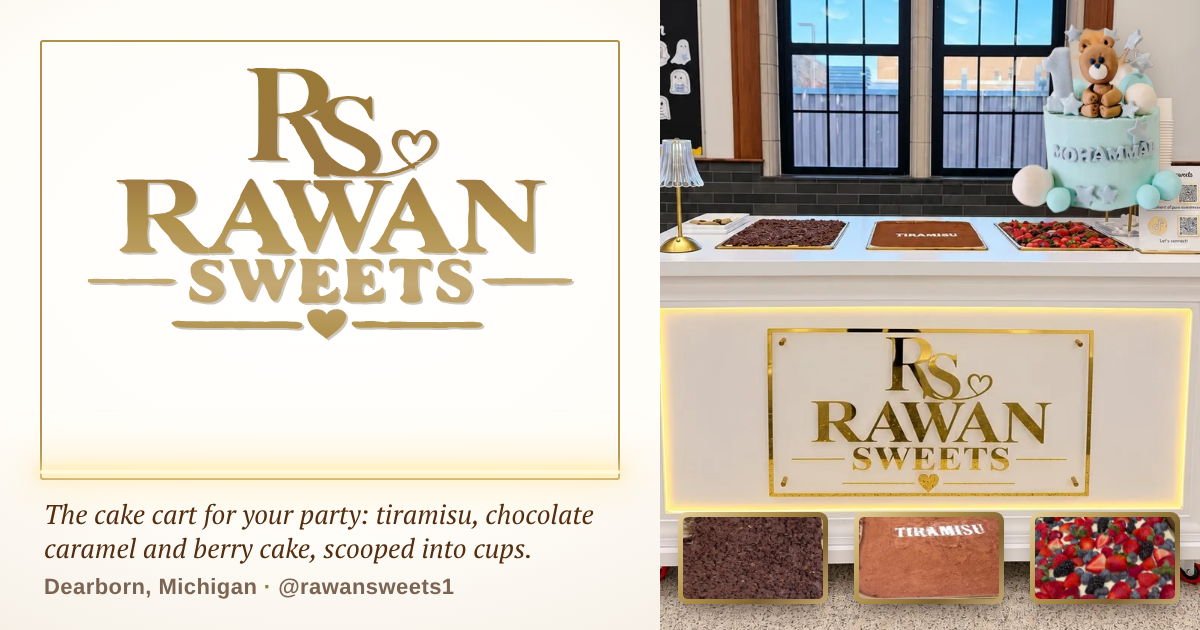 RS
RAWAN
SWEETS
The cake cart for your party: tiramisu, chocolate
caramel and berry cake, scooped into cups.
Dearborn, Michigan · @rawansweets1
MOHAMMAD
TIRAMISU
Let's connect!
RS
RAWAN
SWEETS
TIRAMISU